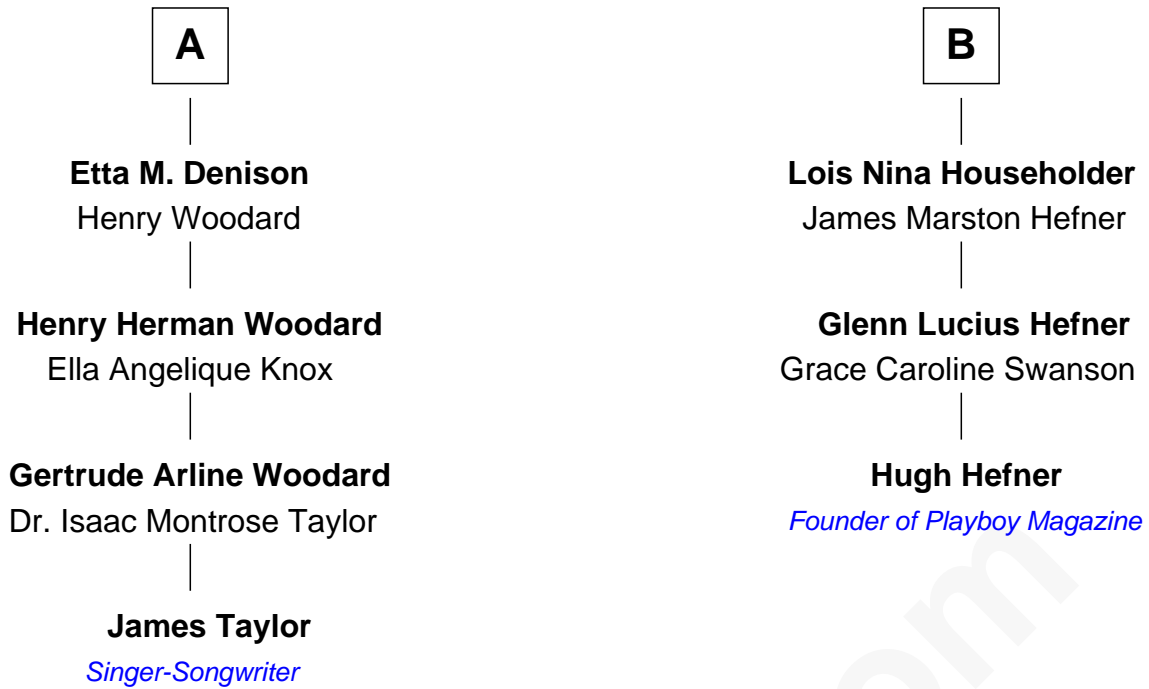 A
Etta M. Denison
Henry Woodard
Henry Herman Woodard
Ella Angelique Knox
Gertrude Arline Woodard
Dr. Isaac Montrose Taylor
James Taylor
Singer-Songwriter
B
Lois Nina Householder
James Marston Hefner
Glenn Lucius Hefner
Grace Caroline Swanson
Hugh Hefner
Founder of Playboy Magazine
om